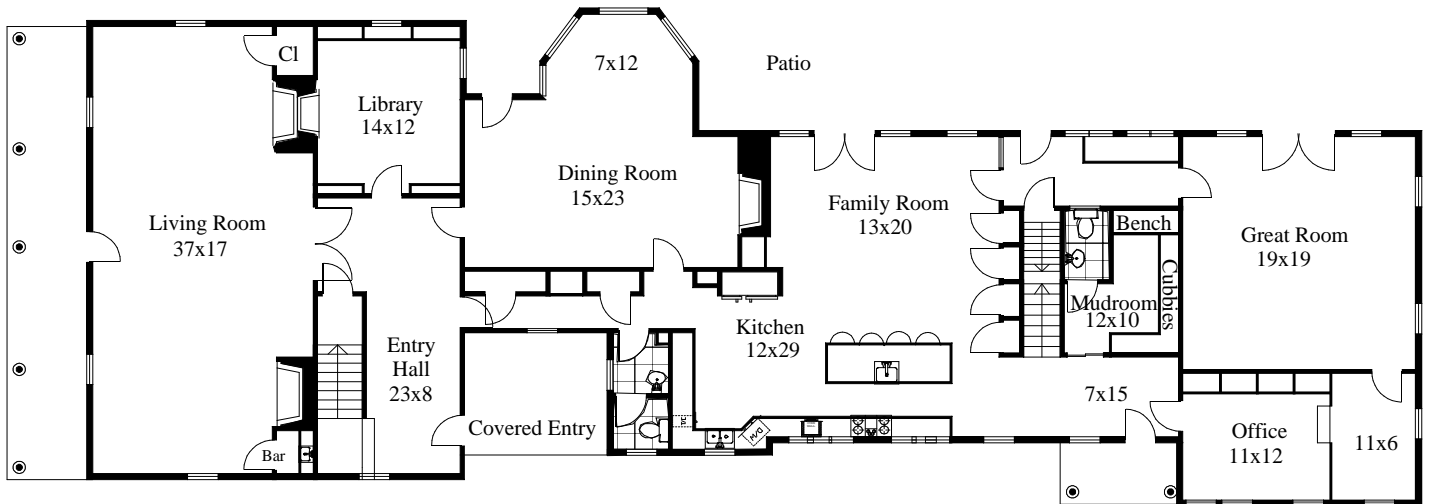 Cl
7x12
Patio
Library
14x12
Dining Room
15x23
Family Room
13x20
Living Room
37x17
Bench
Great Room
19x19
Cubbies
Mudroom
12x10
Kitchen
12x29
Entry
Hall
23x8
7x15
Covered Entry
Office
11x12
11x6
Bar